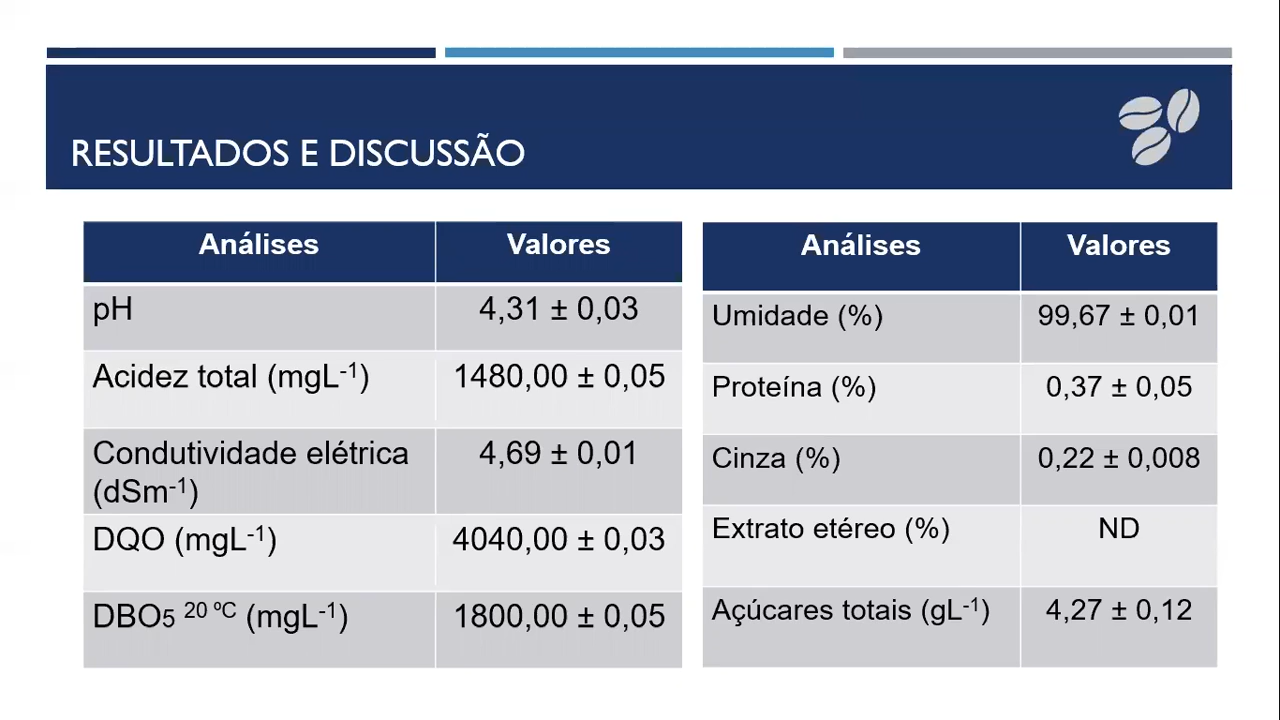 RESULTADOS E DISCUSSÃO
Análises Valores
pH 4,31 ± 0,03
Acidez total (mgL-1) 1480,00 ± 0,05
Condutividade elétrica (dSm-1) 4,69 ± 0,01
DQO (mgL-1) 4040,00 ± 0,03
DBO5 20 ºC (mgL-1) 1800,00 ± 0,05
Análises Valores
Umidade (%) 99,67 ± 0,01
Proteína (%) 0,37 ± 0,05
Cinza (%) 0,22 ± 0,008
Extrato etéreo (%) ND
Açúcares totais (gL-1) 4,27 ± 0,12